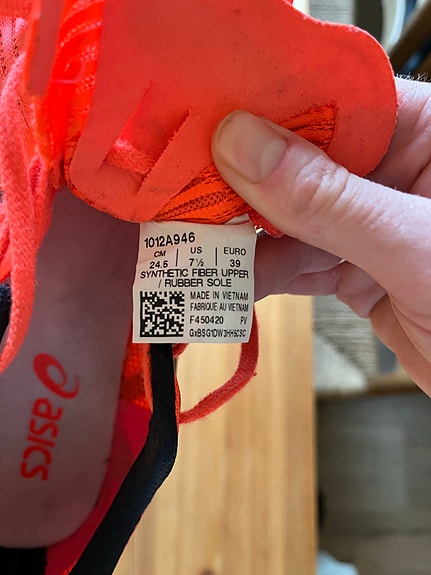 1012A946
CM | US | EURO
24.5 | 7½ | 39
SYNTHETIC FIBER UPPER
/ RUBBER SOLE
MADE IN VIETNAM
FABRIQUE AU VIETNAM
F450420 PV
GxBSG1DW3HH6CSC
asics